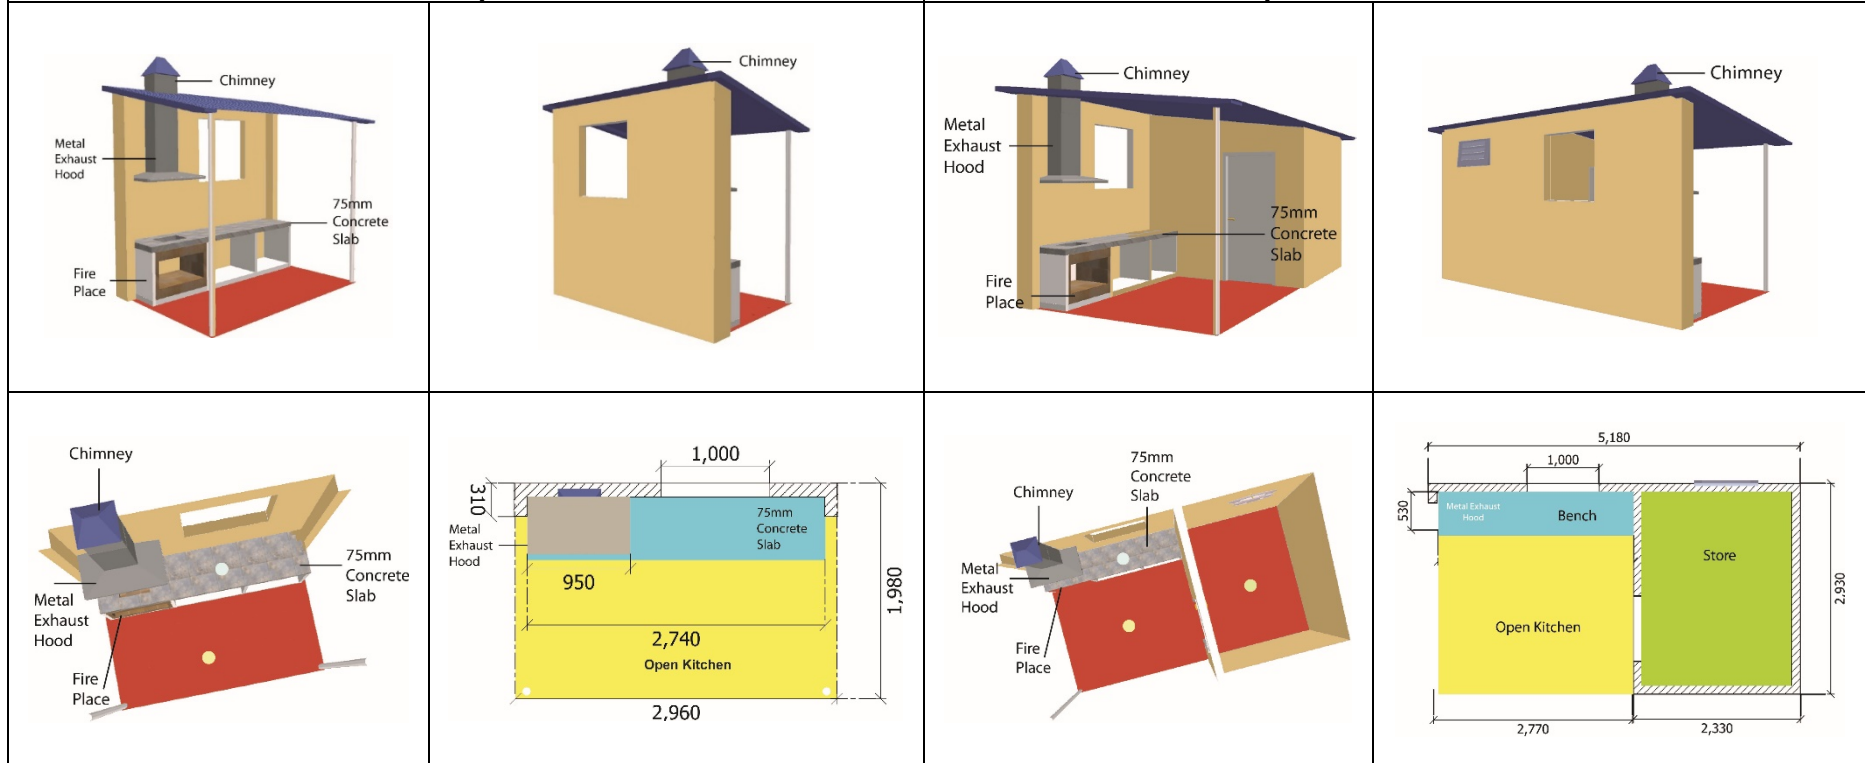 Chimney
Metal
Exhaust
Hood
75mm
Concrete
Slab
Fire
Place
Chimney
Chimney
Metal
Exhaust
Hood
75mm
Concrete
Slab
Fire
Place
Chimney
Chimney
75mm
Concrete
Slab
Metal
Exhaust
Hood
Fire
Place
1,000
310
Metal
Exhaust
Hood
75mm
Concrete
Slab
950
2,740
Open Kitchen
1,980
2,960
75mm
Concrete
Slab
Chimney
Metal
Exhaust
Hood
Fire
Place
5,180
1,000
530
Metal Exhaust
Hood
Bench
Store
Open Kitchen
2,930
2,770
2,330